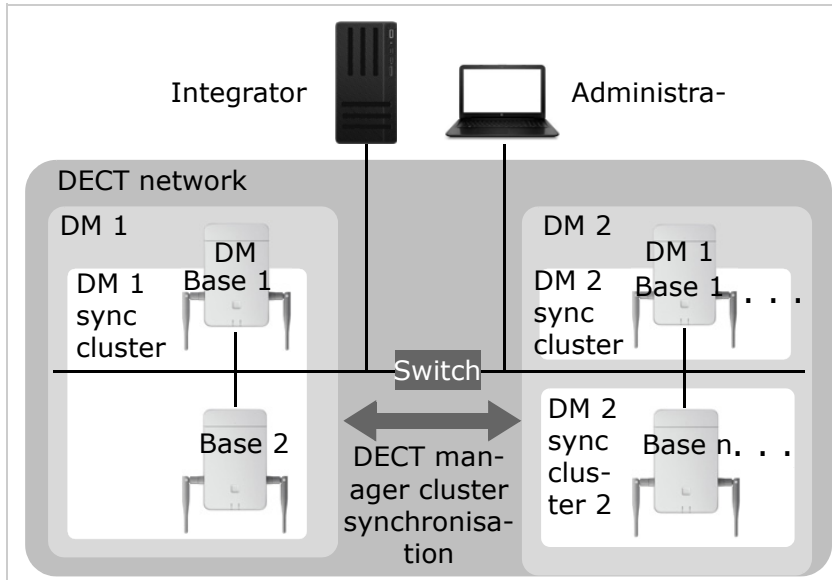 Integrator
Administra-
DECT network
DM 1
DM
Base 1
DM 1
sync
cluster
Base 2
Switch
DECT man-
ager cluster
synchronisa-
tion
DM 2
DM 1
Base 1
. . .
DM 2
sync
cluster
DM 2
sync
clus-
ter 2
Base n. . .